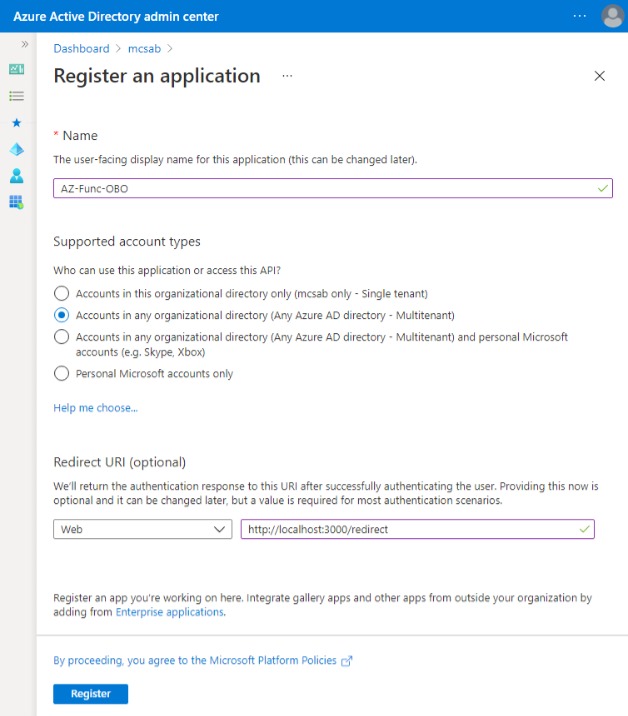 Azure Active Directory admin center
Dashboard > mcsab >
Register an application ...
* Name
The user-facing display name for this application (this can be changed later).
AZ-Func-OBO
Supported account types
Who can use this application or access this API?
Accounts in this organizational directory only (mcsab only - Single tenant)
Accounts in any organizational directory (Any Azure AD directory - Multitenant)
Accounts in any organizational directory (Any Azure AD directory - Multitenant) and personal Microsoft
accounts (e.g. Skype, Xbox)
Personal Microsoft accounts only
Help me choose...
Redirect URI (optional)
We'll return the authentication response to this URI after successfully authenticating the user. Providing this now is
optional and it can be changed later, but a value is required for most authentication scenarios.
Web
http://localhost:3000/redirect
Register an app you're working on here. Integrate gallery apps and other apps from outside your organization by
adding from Enterprise applications.
By proceeding, you agree to the Microsoft Platform Policies
Register